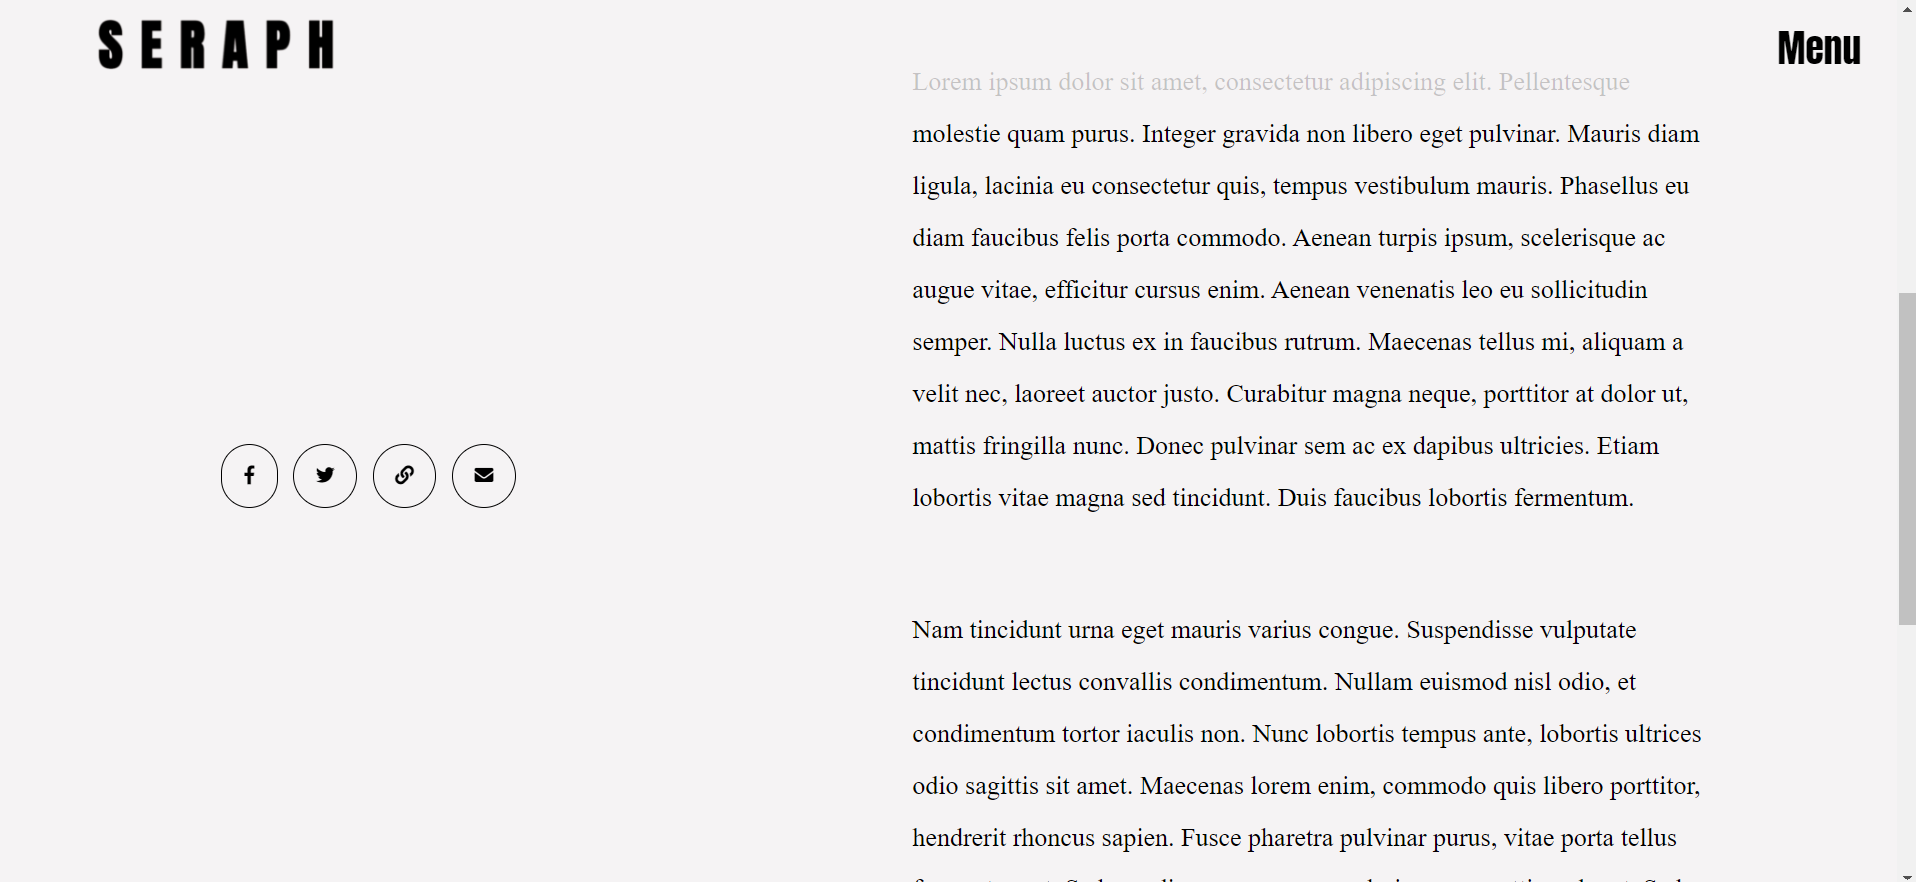 SERAPH
Menu
Lorem ipsum dolor sit amet, consectetur adipiscing elit. Pellentesque
molestie quam purus. Integer gravida non libero eget pulvinar. Mauris diam
ligula, lacinia eu consectetur quis, tempus vestibulum mauris. Phasellus eu
diam faucibus felis porta commodo. Aenean turpis ipsum, scelerisque ac
augue vitae, efficitur cursus enim. Aenean venenatis leo eu sollicitudin
semper. Nulla luctus ex in faucibus rutrum. Maecenas tellus mi, aliquam a
velit nec, laoreet auctor justo. Curabitur magna neque, porttitor at dolor ut,
mattis fringilla nunc. Donec pulvinar sem ac ex dapibus ultricies. Etiam
lobortis vitae magna sed tincidunt. Duis faucibus lobortis fermentum.
Nam tincidunt urna eget mauris varius congue. Suspendisse vulputate
tincidunt lectus convallis condimentum. Nullam euismod nisl odio, et
condimentum tortor iaculis non. Nunc lobortis tempus ante, lobortis ultrices
odio sagittis sit amet. Maecenas lorem enim, commodo quis libero porttitor,
hendrerit rhoncus sapien. Fusce pharetra pulvinar purus, vitae porta tellus